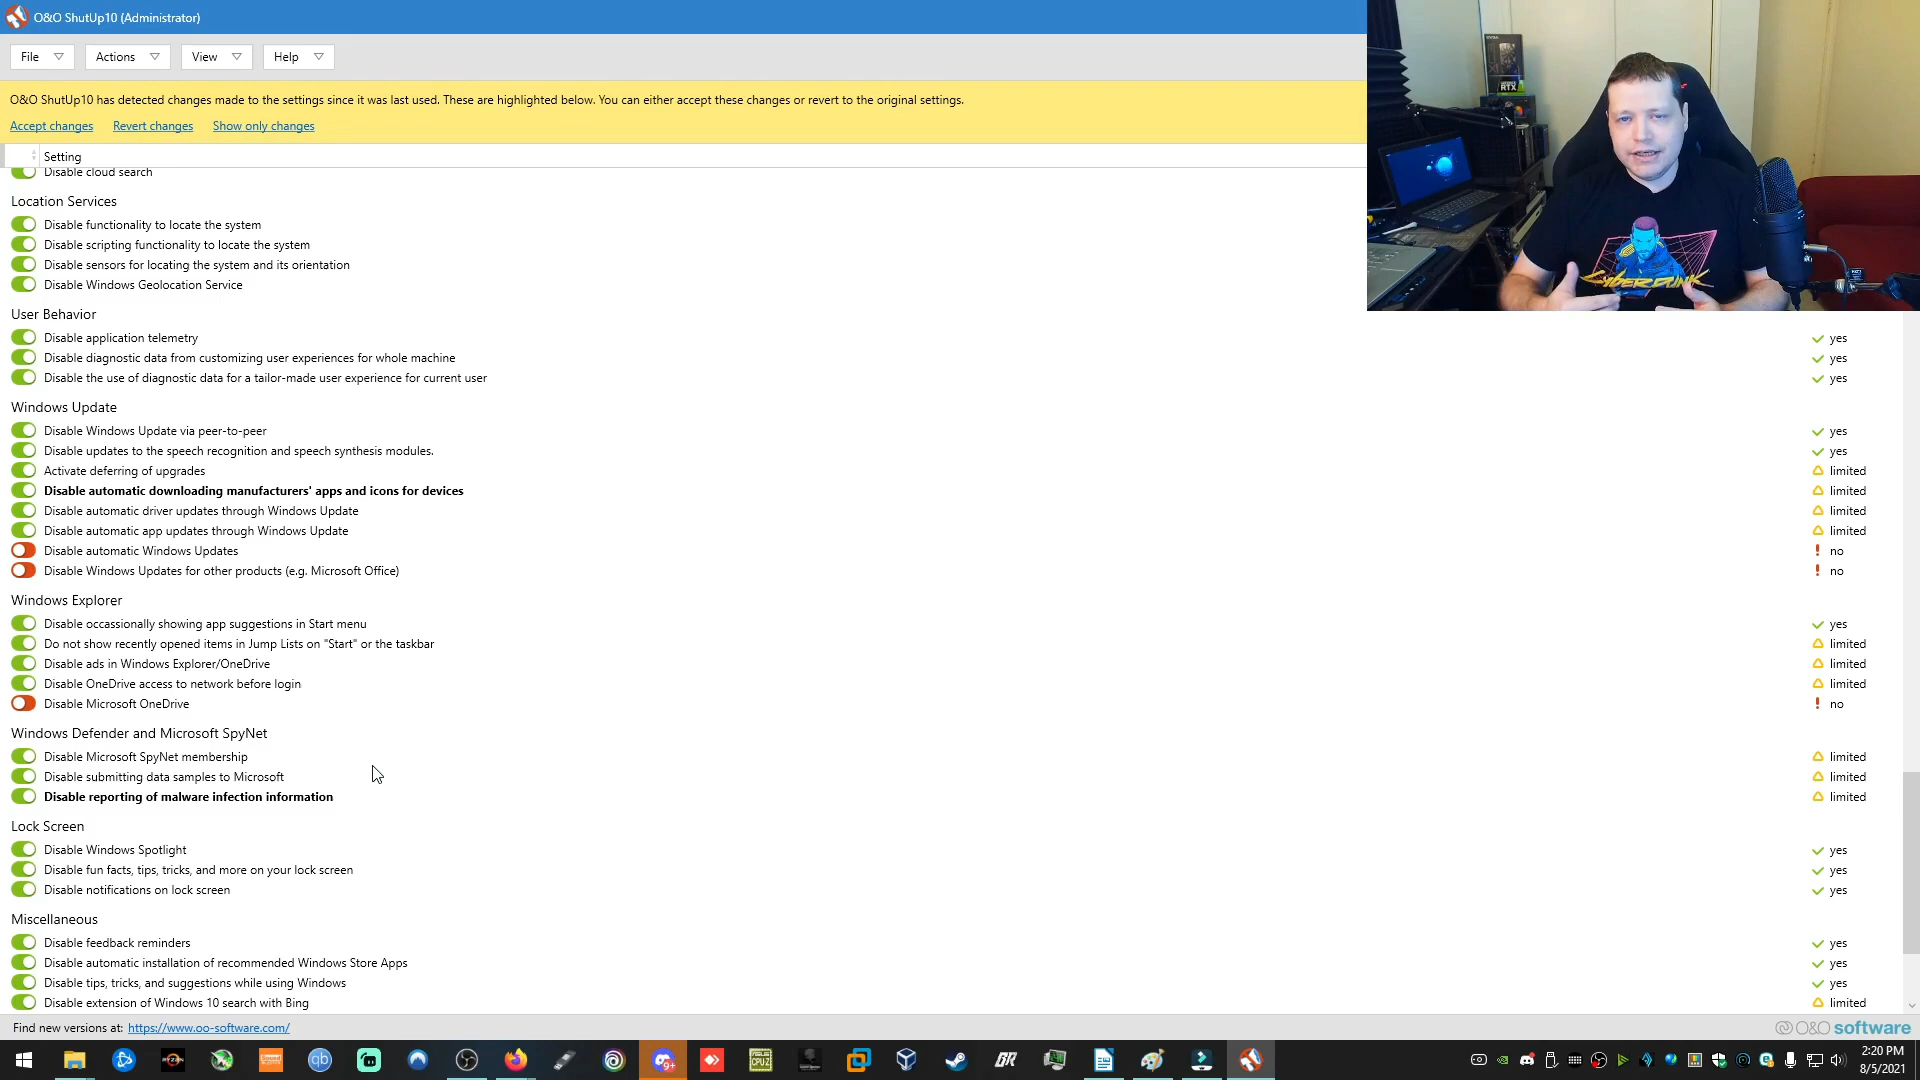 O&O ShutUp10 (Administrator)
File
Actions
View
Help
O&O ShutUp10 has detected changes made to the settings since it was last used. These are highlighted below. You can either accept these changes or revert to the original settings.
Accept changes
Revert changes
Show only changes
Setting
Disable cloud search
Location Services
Disable functionality to locate the system
Disable scripting functionality to locate the system
Disable sensors for locating the system and its orientation
Disable Windows Geolocation Service
User Behavior
Disable application telemetry yes
Disable diagnostic data from customizing user experiences for whole machine yes
Disable the use of diagnostic data for a tailor-made user experience for current user yes
Windows Update
Disable Windows Update via peer-to-peer yes
Disable updates to the speech recognition and speech synthesis modules. yes
Activate deferring of upgrades limited
Disable automatic downloading manufacturers' apps and icons for devices limited
Disable automatic driver updates through Windows Update limited
Disable automatic app updates through Windows Update limited
Disable automatic Windows Updates ! no
Disable Windows Updates for other products (e.g. Microsoft Office) ! no
Windows Explorer
Disable occassionally showing app suggestions in Start menu yes
Do not show recently opened items in Jump Lists on "Start" or the taskbar limited
Disable ads in Windows Explorer/OneDrive limited
Disable OneDrive access to network before login limited
Disable Microsoft OneDrive ! no
Windows Defender and Microsoft SpyNet
Disable Microsoft SpyNet membership limited
Disable submitting data samples to Microsoft limited
Disable reporting of malware infection information limited
Lock Screen
Disable Windows Spotlight yes
Disable fun facts, tips, tricks, and more on your lock screen yes
Disable notifications on lock screen yes
Miscellaneous
Disable feedback reminders yes
Disable automatic installation of recommended Windows Store Apps yes
Disable tips, tricks, and suggestions while using Windows yes
Disable extension of Windows 10 search with Bing limited
Find new versions at: https://www.oo-software.com/
O&O software
RTX
CYBERPUNK
RYZEN
qb
9+
CPU-Z
GR
2:20 PM
8/5/2021